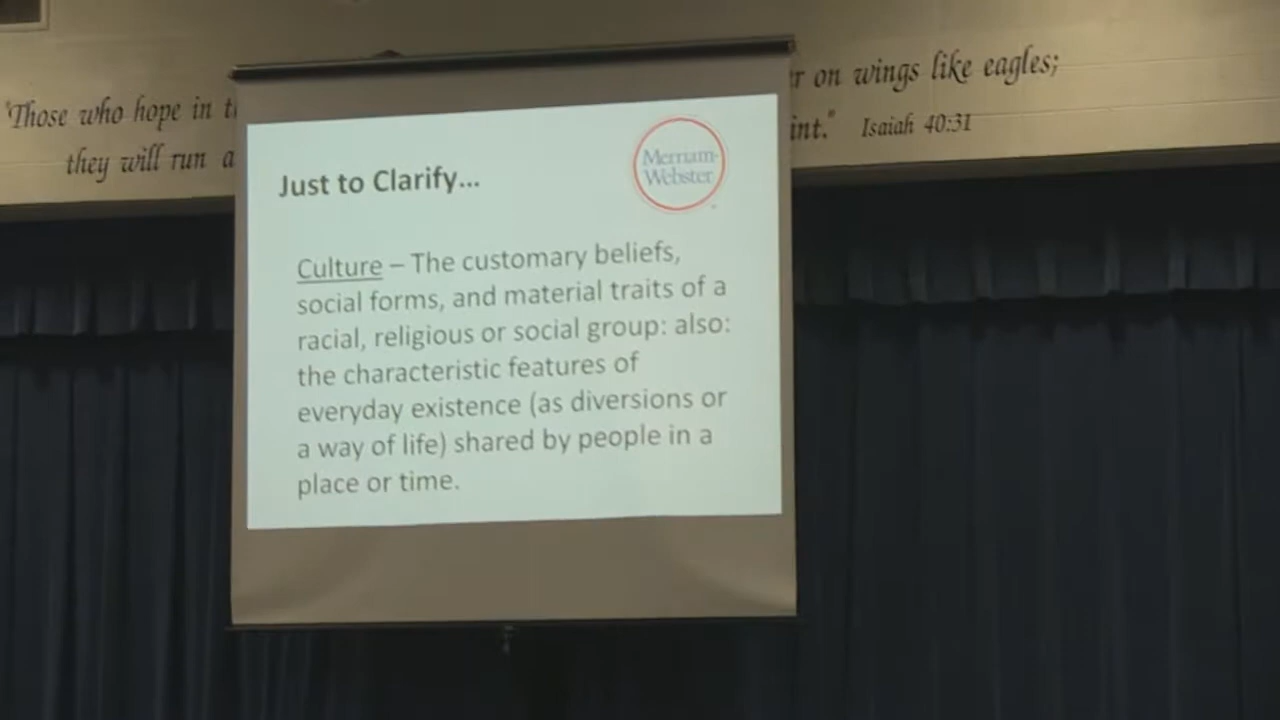 "Those who hope in t
they will run a
r on wings like eagles;
int." Isaiah 40:31
Just to Clarify...
Merriam-
Webster
Culture – The customary beliefs,
social forms, and material traits of a
racial, religious or social group: also:
the characteristic features of
everyday existence (as diversions or
a way of life) shared by people in a
place or time.